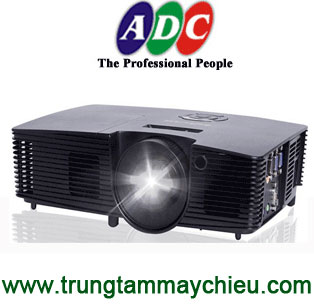 ADC
The Professional People
www.trungtammaychieu.com